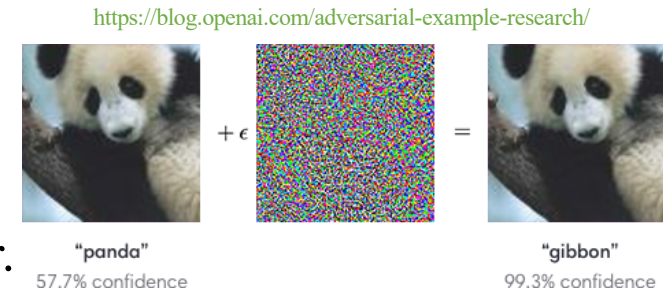 https://blog.openai.com/adversarial-example-research/
+ ϵ =
"panda" "gibbon"
57.7% confidence 99.3% confidence